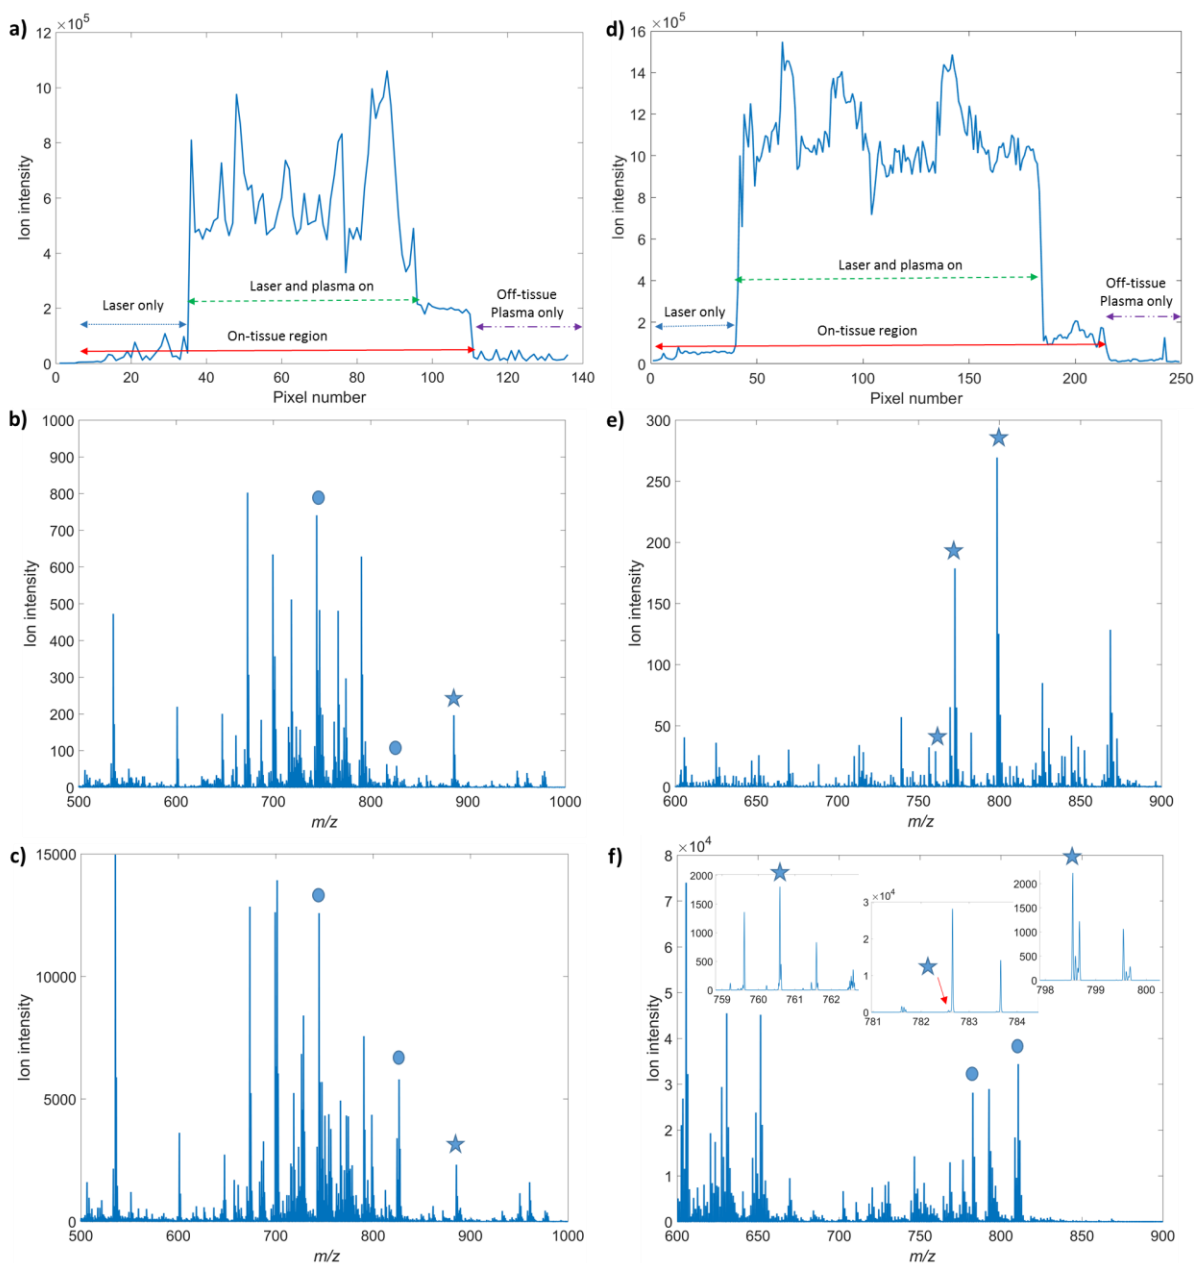 a)
×10⁵
12
10
8
6
4
2
0
Ion intensity
Laser only
Laser and plasma on
Off-tissue
Plasma only
On-tissue region
0 20 40 60 80 100 120 140
Pixel number
d)
×10⁵
16
14
12
10
8
6
4
2
0
Ion intensity
Laser and plasma on
Off-tissue
Plasma only
Laser only
On-tissue region
0 50 100 150 200 250
Pixel number
b)
1000
900
800
700
600
500
400
300
200
100
0
Ion intensity
500 600 700 800 900 1000
m/z
e)
300
250
200
150
100
50
0
Ion intensity
600 650 700 750 800 850 900
m/z
c)
15000
10000
5000
0
Ion intensity
500 600 700 800 900 1000
m/z
f)
×10⁴
8
7
6
5
4
3
2
1
0
Ion intensity
2000
1500
1000
500
0
759 760 761 762
×10⁴
3
2
1
0
781 782 783 784
2000
1500
1000
500
0
798 799 800
600 650 700 750 800 850 900
m/z